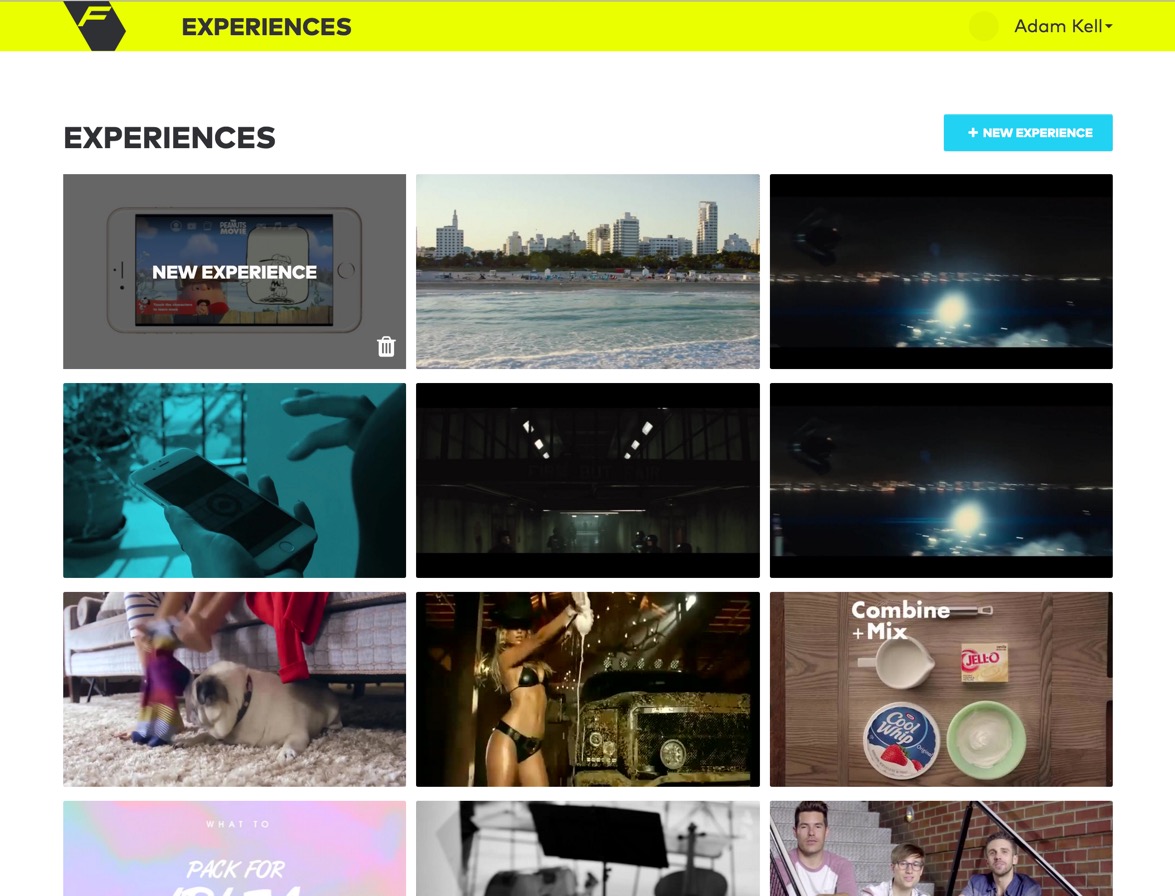 EXPERIENCES
Adam Kell
EXPERIENCES
+ NEW EXPERIENCE
THE
PEANUTS
MOVIE
NEW EXPERIENCE
Combine
+Mix
JELL-O
Cool
Whip
Original
WHAT TO
PACK FOR